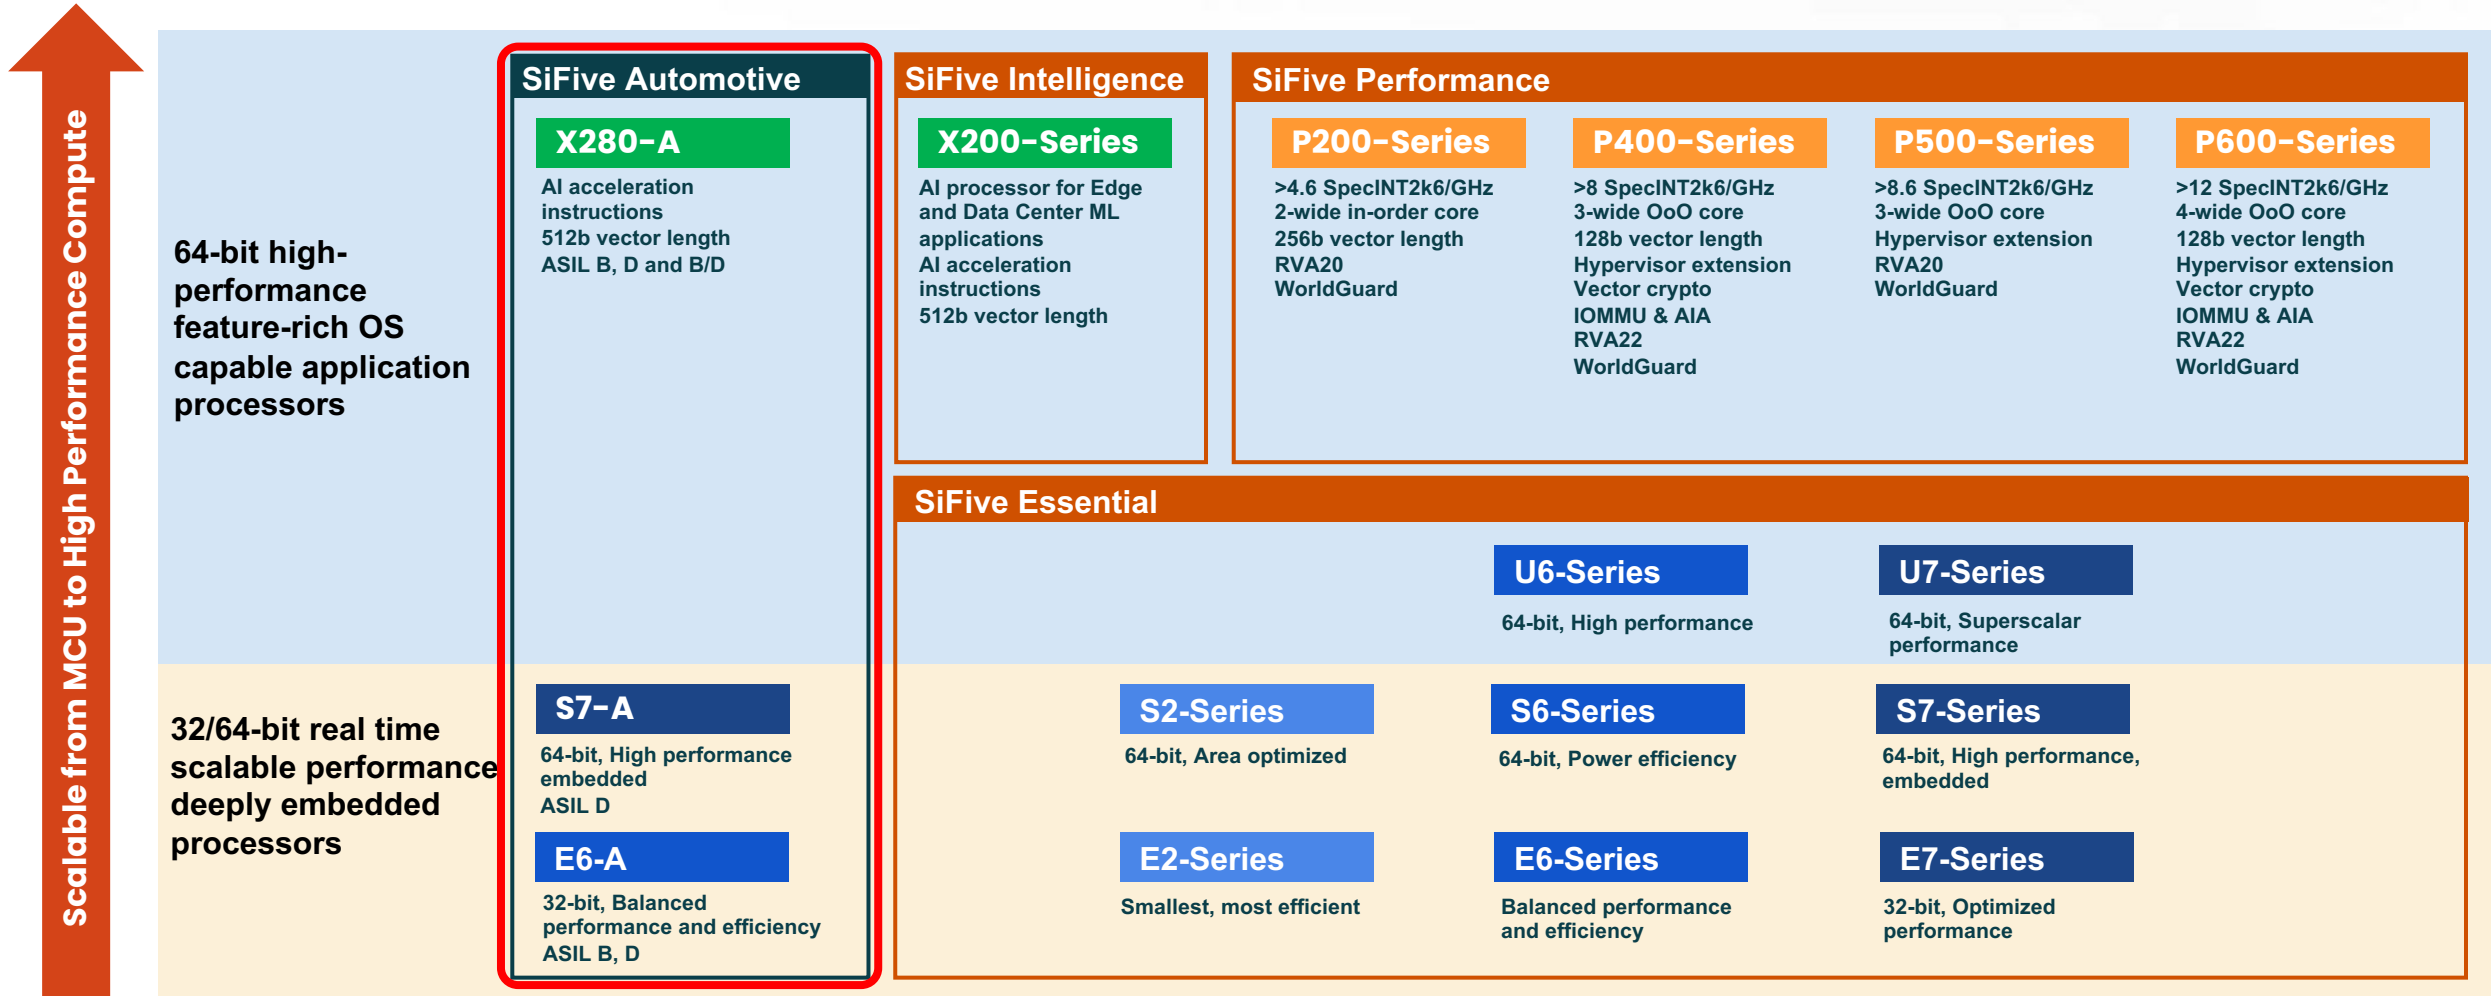 Scalable from MCU to High Performance Compute
64-bit high-
performance
feature-rich OS
capable application
processors
32/64-bit real time
scalable performance
deeply embedded
processors
SiFive Automotive
X280-A
AI acceleration
instructions
512b vector length
ASIL B, D and B/D
S7-A
64-bit, High performance
embedded
ASIL D
E6-A
32-bit, Balanced
performance and efficiency
ASIL B, D
SiFive Intelligence
X200-Series
AI processor for Edge
and Data Center ML
applications
AI acceleration
instructions
512b vector length
SiFive Performance
P200-Series
>4.6 SpecINT2k6/GHz
2-wide in-order core
256b vector length
RVA20
WorldGuard
P400-Series
>8 SpecINT2k6/GHz
3-wide OoO core
128b vector length
Hypervisor extension
Vector crypto
IOMMU & AIA
RVA22
WorldGuard
P500-Series
>8.6 SpecINT2k6/GHz
3-wide OoO core
Hypervisor extension
RVA20
WorldGuard
P600-Series
>12 SpecINT2k6/GHz
4-wide OoO core
128b vector length
Hypervisor extension
Vector crypto
IOMMU & AIA
RVA22
WorldGuard
SiFive Essential
U6-Series
64-bit, High performance
U7-Series
64-bit, Superscalar
performance
S2-Series
64-bit, Area optimized
S6-Series
64-bit, Power efficiency
S7-Series
64-bit, High performance,
embedded
E2-Series
Smallest, most efficient
E6-Series
Balanced performance
and efficiency
E7-Series
32-bit, Optimized
performance